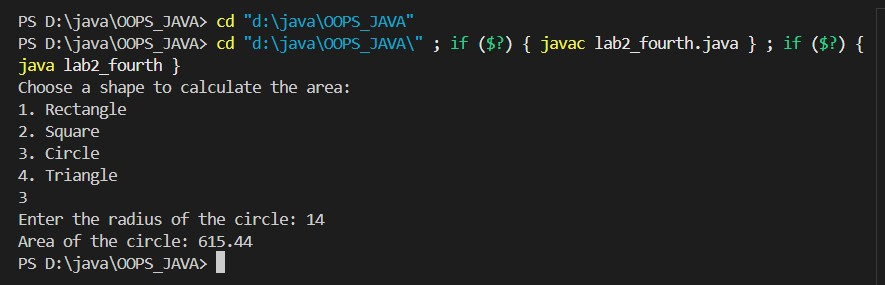 PS D:\java\OOPS_JAVA> cd "d:\java\OOPS_JAVA"
PS D:\java\OOPS_JAVA> cd "d:\java\OOPS_JAVA\" ; if ($?) { javac lab2_fourth.java } ; if ($?) {
java lab2_fourth }
Choose a shape to calculate the area:
1. Rectangle
2. Square
3. Circle
4. Triangle
3
Enter the radius of the circle: 14
Area of the circle: 615.44
PS D:\java\OOPS_JAVA>